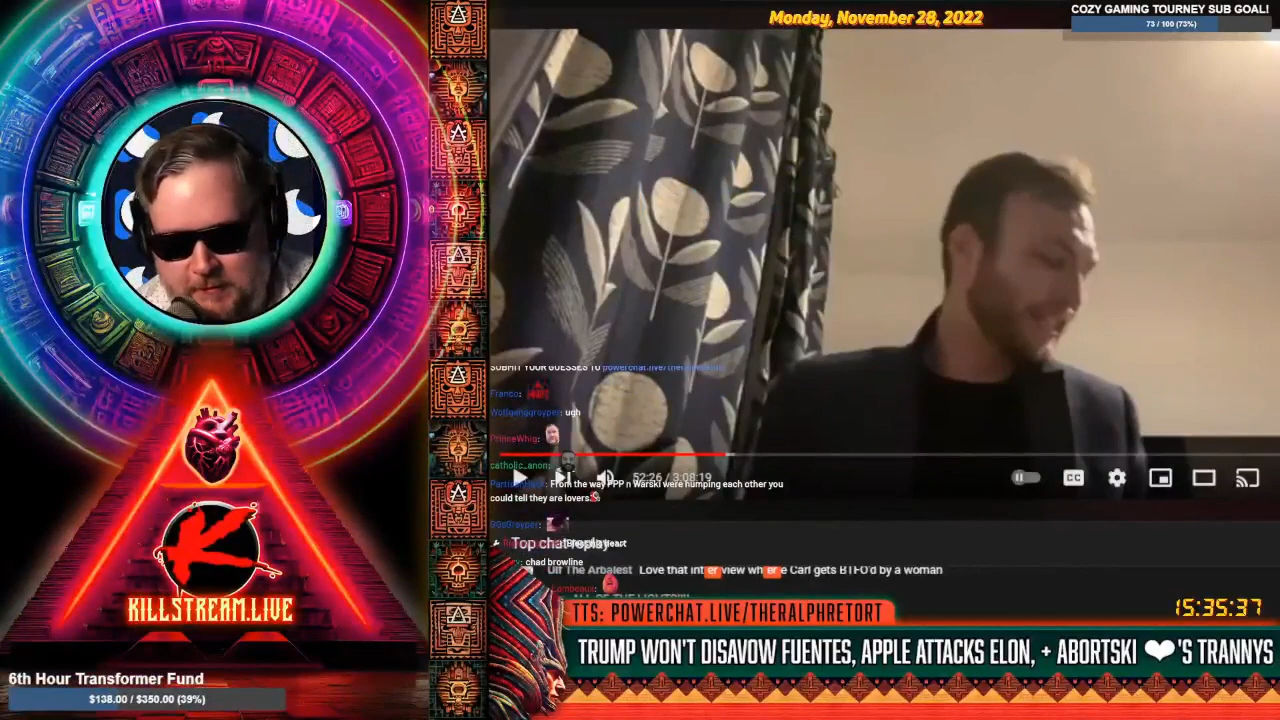 Monday, November 28, 2022
COZY GAMING TOURNEY SUB GOAL!
73 / 100 (73%)
SUBMIT YOUR GUESSES TO
Franco:
Wolfganggroyper: ugh
PrinceWhig:
catholic_anon:
52:26 / 3:08:19
CC
From the way PPP n Warski were humping each other you
could tell they are lovers
Top chat replay
chad browline
Ulf The Arbalest Love that interview where Carl gets BTFO'd by a woman
TTS: POWERCHAT.LIVE/THERALPHRETORT
15:35:37
TRUMP WON'T DISAVOW FUENTES, APPLE ATTACKS ELON, + ABORTSKI ❤'S TRANNYS
KILLSTREAM.LIVE
6th Hour Transformer Fund
$138.00 / $350.00 (39%)